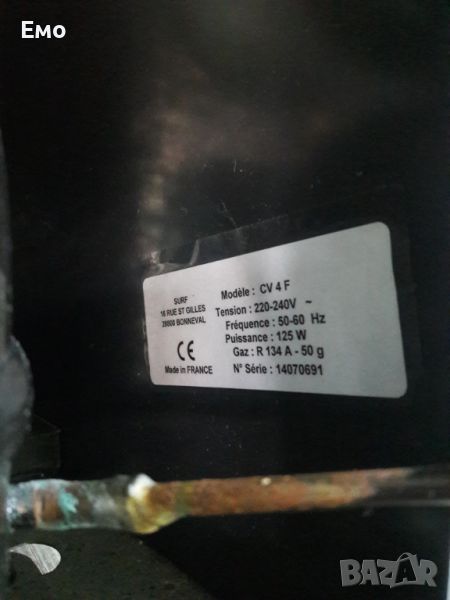 Емо
SURF
16 RUE ST GILLES
28800 BONNEVAL
CE
Made in FRANCE
Modèle : CV 4 F
Tension : 220-240V ~
Fréquence : 50-60 Hz
Puissance : 125 W
Gaz : R 134 A - 50 g
N° Série : 14070691
BAZAR